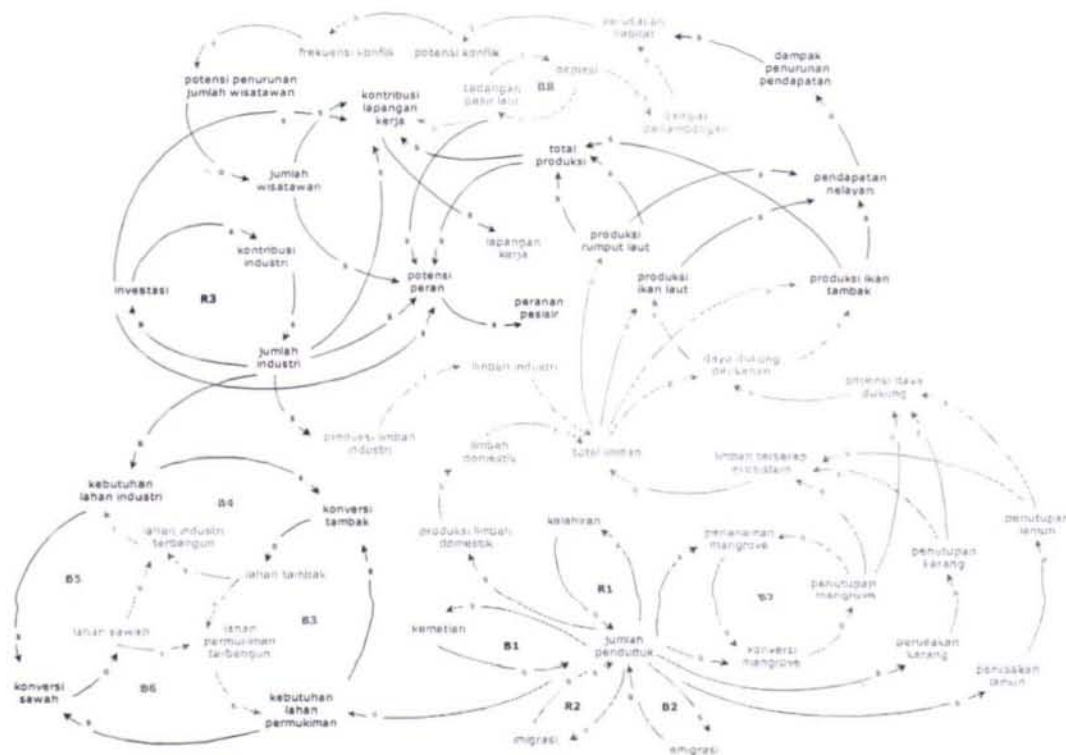 frekuensi konflik
potensi konflik
dampak
penurunan
pendapatan
potensi penurunan
jumlah wisatawan
kontribusi
lapangan
kerja
pasir laut
B8
total
produksi
jumlah
wisatawan
pendapatan
nelayan
kontribusi
industri
lapangan
kerja
produksi
rumput laut
investasi
R3
potensi
peran
produksi
ikan laut
produksi ikan
tambak
peranan
pesisir
jumlah
industri
limbah industri
daya dukung
perikanan
potensi daya
dukung
produksi limbah
industri
limbah
domestik
total limbah
limbah terserap
ekosistem
kebutuhan
lahan industri
B4
konversi
tambak
lahan industri
terbangun
produksi limbah
domestik
kelahiran
penanaman
mangrove
penutupan
karang
penutupan
lamun
B5
lahan tambak
R1
B7
penutupan
mangrove
lahan sawah
lahan
permukiman
terbangun
B3
kematian
B1
jumlah
penduduk
konversi
mangrove
perusakan
karang
perusakan
lamun
konversi
sawah
B6
kebutuhan
lahan
permukiman
R2
B2
imigrasi
emigrasi